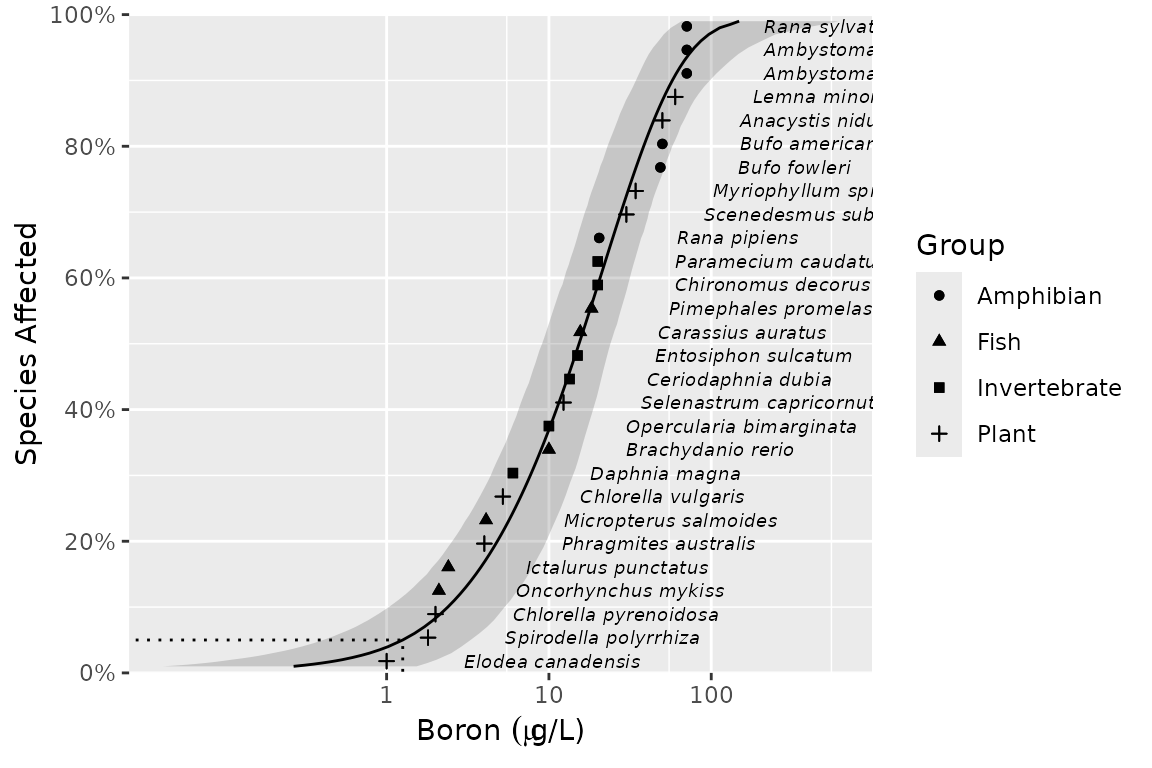 100%
80%
60%
40%
20%
0%
Species Affected
Rana sylvat
Ambystoma
Ambystoma
Lemna minor
Anacystis nidu
Bufo american
Bufo fowleri
Myriophyllum spi
Scenedesmus sub
Rana pipiens
Paramecium caudatu
Chironomus decorus
Pimephales promelas
Carassius auratus
Entosiphon sulcatum
Ceriodaphnia dubia
Selenastrum capricornut
Opercularia bimarginata
Brachydanio rerio
Daphnia magna
Chlorella vulgaris
Micropterus salmoides
Phragmites australis
Ictalurus punctatus
Oncorhynchus mykiss
Chlorella pyrenoidosa
Spirodella polyrrhiza
Elodea canadensis
1 10 100
Boron (μg/L)
Group
Amphibian
Fish
Invertebrate
Plant